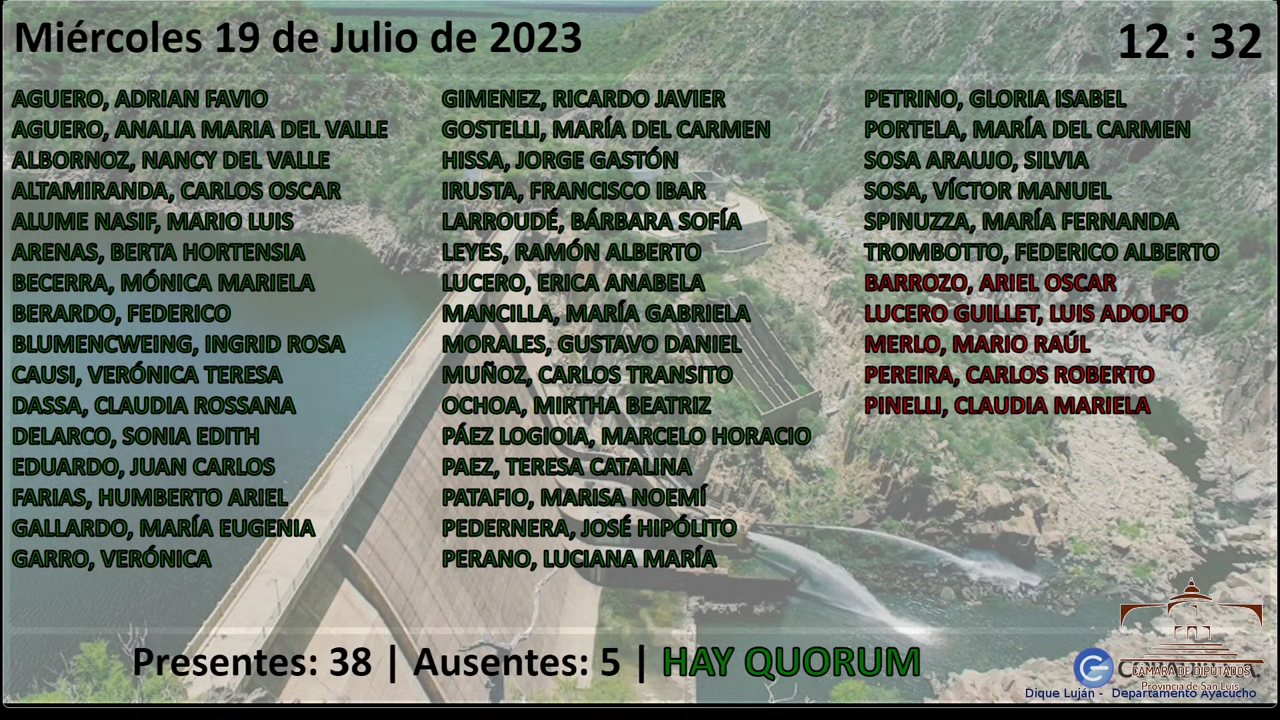 Miércoles 19 de Julio de 2023
12 : 32
AGUERO, ADRIAN FAVIO
AGUERO, ANALIA MARIA DEL VALLE
ALBORNOZ, NANCY DEL VALLE
ALTAMIRANDA, CARLOS OSCAR
ALUME NASIF, MARIO LUIS
ARENAS, BERTA HORTENSIA
BECERRA, MÓNICA MARIELA
BERARDO, FEDERICO
BLUMENCWEING, INGRID ROSA
CAUSI, VERÓNICA TERESA
DASSA, CLAUDIA ROSSANA
DELARCO, SONIA EDITH
EDUARDO, JUAN CARLOS
FARIAS, HUMBERTO ARIEL
GALLARDO, MARÍA EUGENIA
GARRO, VERÓNICA
GIMENEZ, RICARDO JAVIER
GOSTELLI, MARÍA DEL CARMEN
HISSA, JORGE GASTÓN
IRUSTA, FRANCISCO IBAR
LARROUDÉ, BÁRBARA SOFÍA
LEYES, RAMÓN ALBERTO
LUCERO, ERICA ANABELA
MANCILLA, MARÍA GABRIELA
MORALES, GUSTAVO DANIEL
MUÑOZ, CARLOS TRANSITO
OCHOA, MIRTHA BEATRIZ
PÁEZ LOGIOIA, MARCELO HORACIO
PAEZ, TERESA CATALINA
PATAFIO, MARISA NOEMÍ
PEDERNERA, JOSÉ HIPÓLITO
PERANO, LUCIANA MARÍA
PETRINO, GLORIA ISABEL
PORTELA, MARÍA DEL CARMEN
SOSA ARAUJO, SILVIA
SOSA, VÍCTOR MANUEL
SPINUZZA, MARÍA FERNANDA
TROMBOTTO, FEDERICO ALBERTO
BARROZO, ARIEL OSCAR
LUCERO GUILLET, LUIS ADOLFO
MERLO, MARIO RAÚL
PEREIRA, CARLOS ROBERTO
PINELLI, CLAUDIA MARIELA
Presentes: 38 | Ausentes: 5 | HAY QUORUM
CÁMARA DE DIPUTADOS
Provincia de San Luis
Dique Luján - Departamento Ayacucho